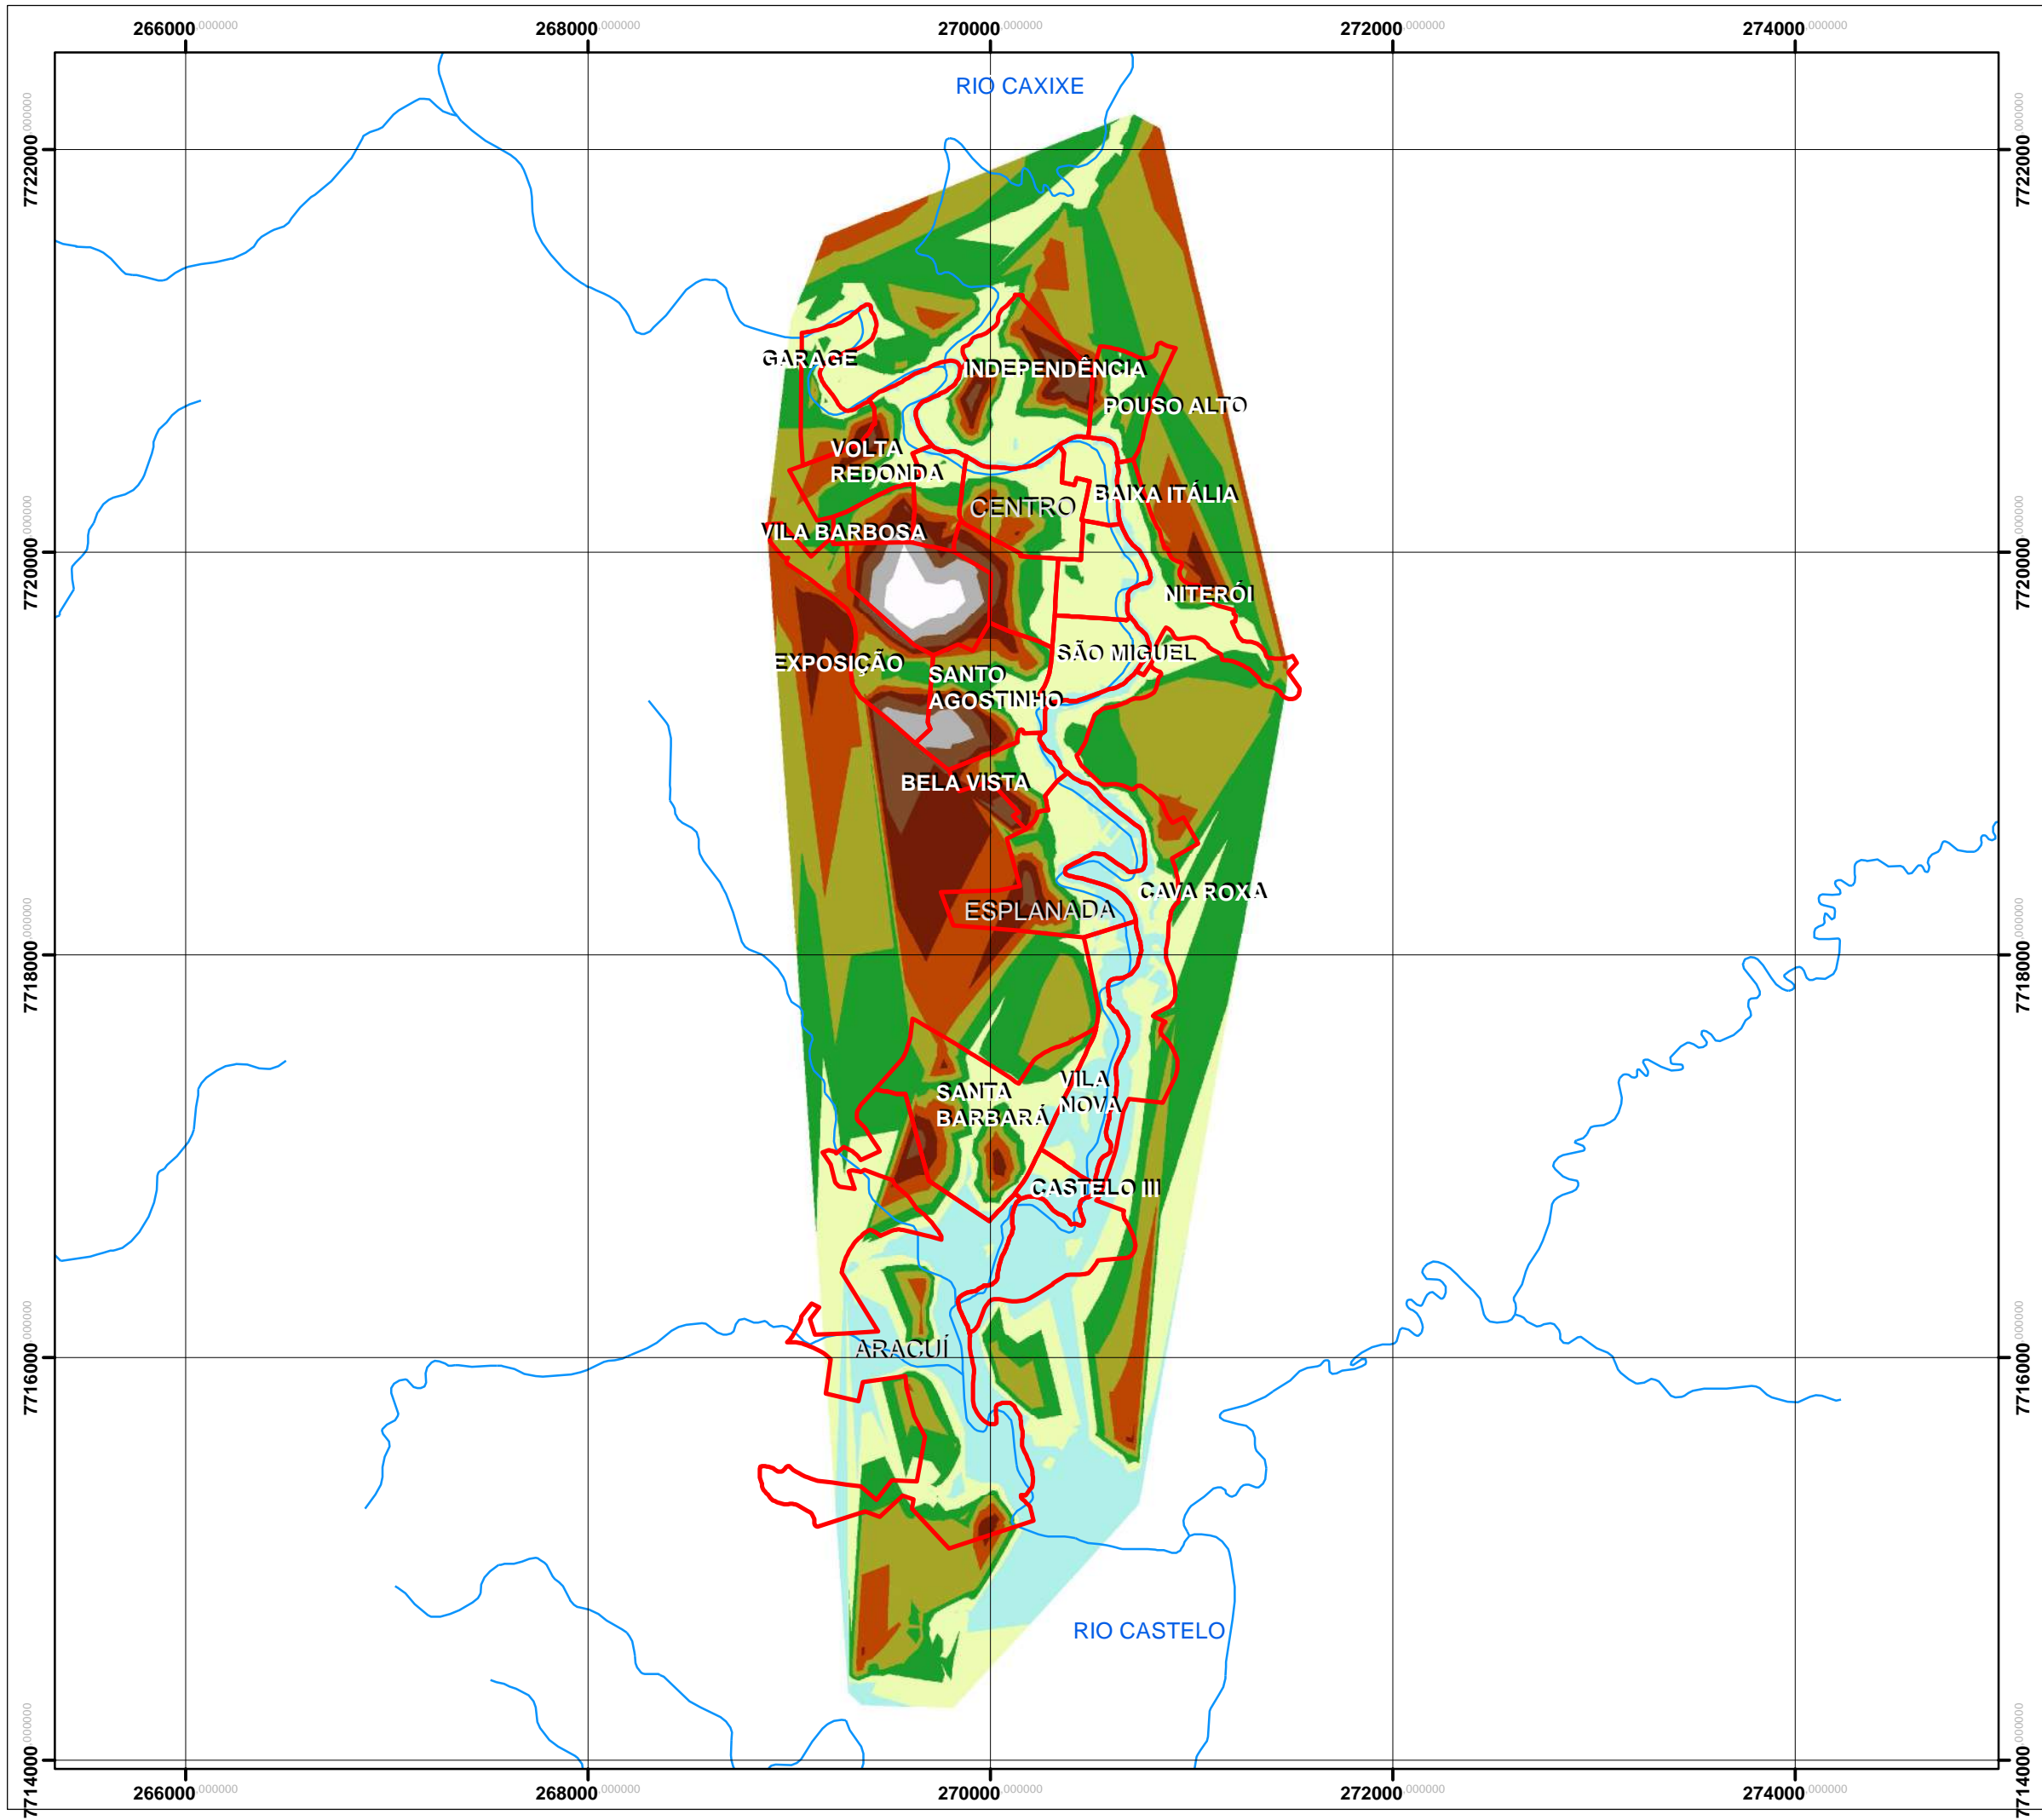 266000.000000 268000.000000 270000.000000 272000.000000 274000.000000
RIO CAXIXE
7722000.000000 7722000.000000
GARAGE
INDEPENDÊNCIA
POUSO ALTO
VOLTA
REDONDA
BAIXA ITÁLIA
CENTRO
VILA BARBOSA
7720000.000000 7720000.000000
NITERÓI
SÃO MIGUEL
EXPOSIÇÃO
SANTO
AGOSTINHO
BELA VISTA
CAVA ROXA
ESPLANADA
7718000.000000 7718000.000000
VILA
NOVA
SANTA
BARBARÁ
CASTELO III
ARACUÍ
7716000.000000 7716000.000000
RIO CASTELO
7714000.000000 7714000.000000
266000.000000 268000.000000 270000.000000 272000.000000 274000.000000